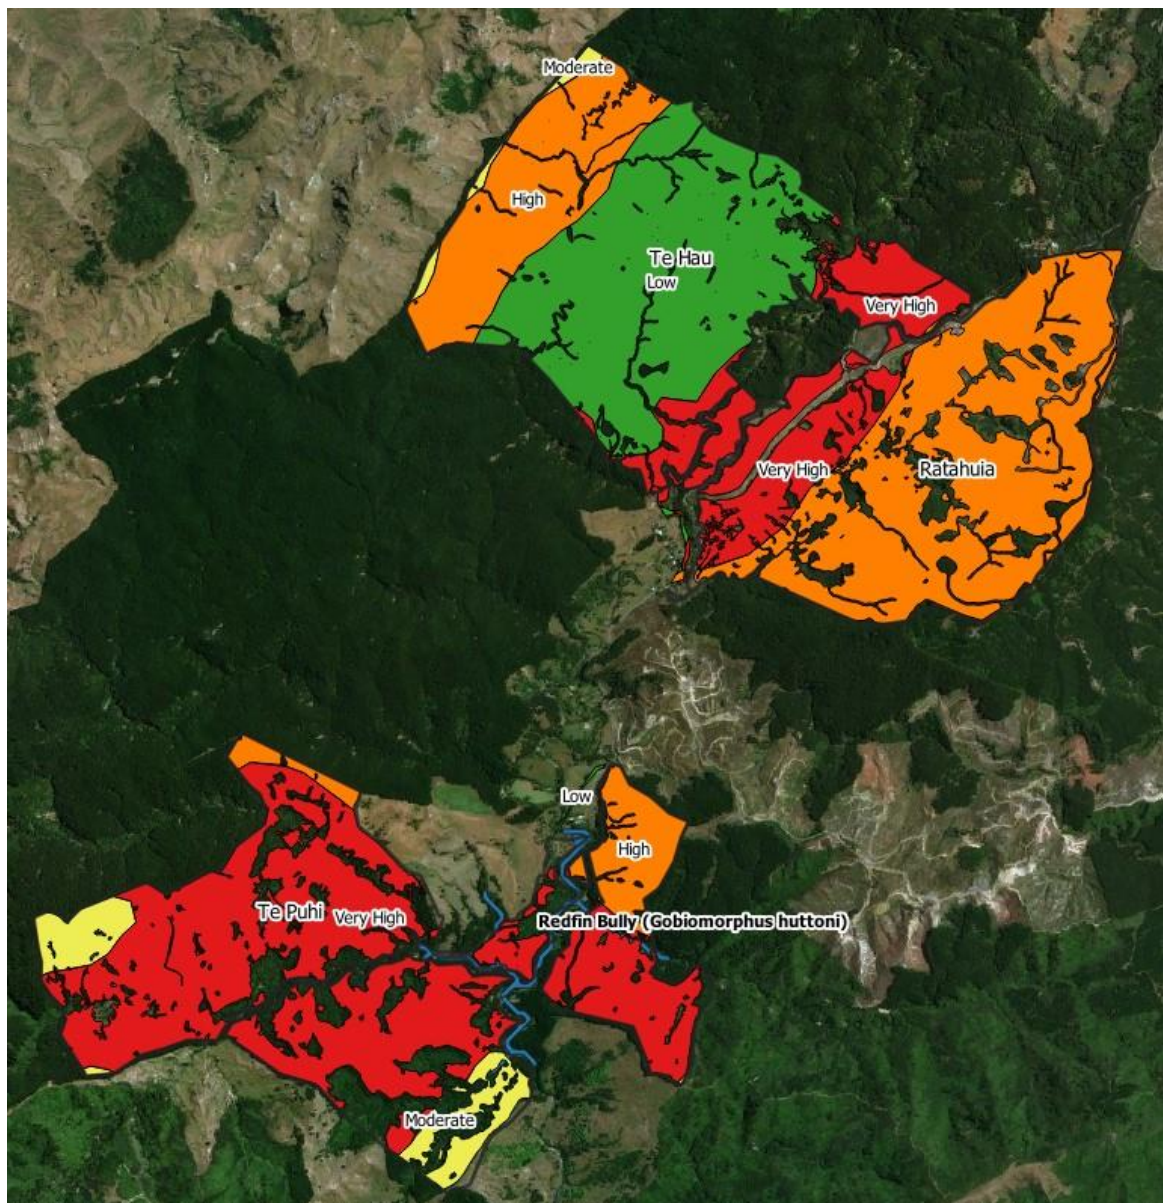 Moderate
High
Te Hau
Low
Very High
Very High
Ratahuia
Low
High
Te Puhi
Very High
Redfin Bully (Gobiomorphus huttoni)
Moderate